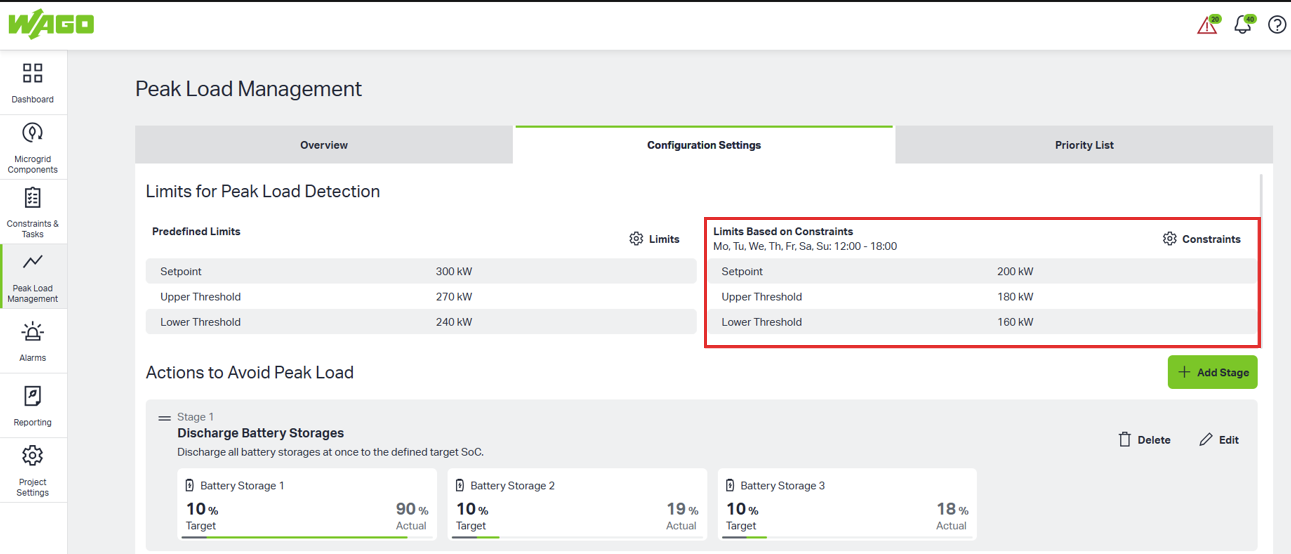 WAGO
20
40
Dashboard
Microgrid
Components
Constraints &
Tasks
Peak Load
Management
Alarms
Reporting
Project
Settings
Peak Load Management
Overview
Configuration Settings
Priority List
Limits for Peak Load Detection
Predefined Limits
Limits
Setpoint 300 kW
Upper Threshold 270 kW
Lower Threshold 240 kW
Limits Based on Constraints
Mo, Tu, We, Th, Fr, Sa, Su: 12:00 - 18:00
Constraints
Setpoint 200 kW
Upper Threshold 180 kW
Lower Threshold 160 kW
Actions to Avoid Peak Load
Add Stage
Stage 1
Discharge Battery Storages
Discharge all battery storages at once to the defined target SoC.
Delete
Edit
Battery Storage 1
10 % 90 %
Target Actual
Battery Storage 2
10 % 19 %
Target Actual
Battery Storage 3
10 % 18 %
Target Actual